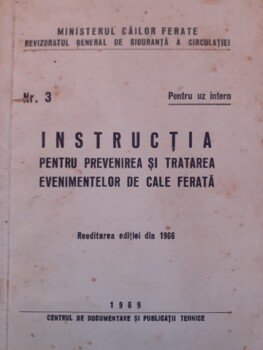 MINISTERUL CĂILOR FERATE
REVIZORATUL GENERAL DE SIGURANȚĂ A CIRCULAȚIEI
Nr. 3
Pentru uz intern
INSTRUCȚIA
PENTRU PREVENIREA ȘI TRATAREA
EVENIMENTELOR DE CALE FERATĂ
Reeditarea ediției din 1966
1969
CENTRUL DE DOCUMENTARE ȘI PUBLICAȚII TEHNICE